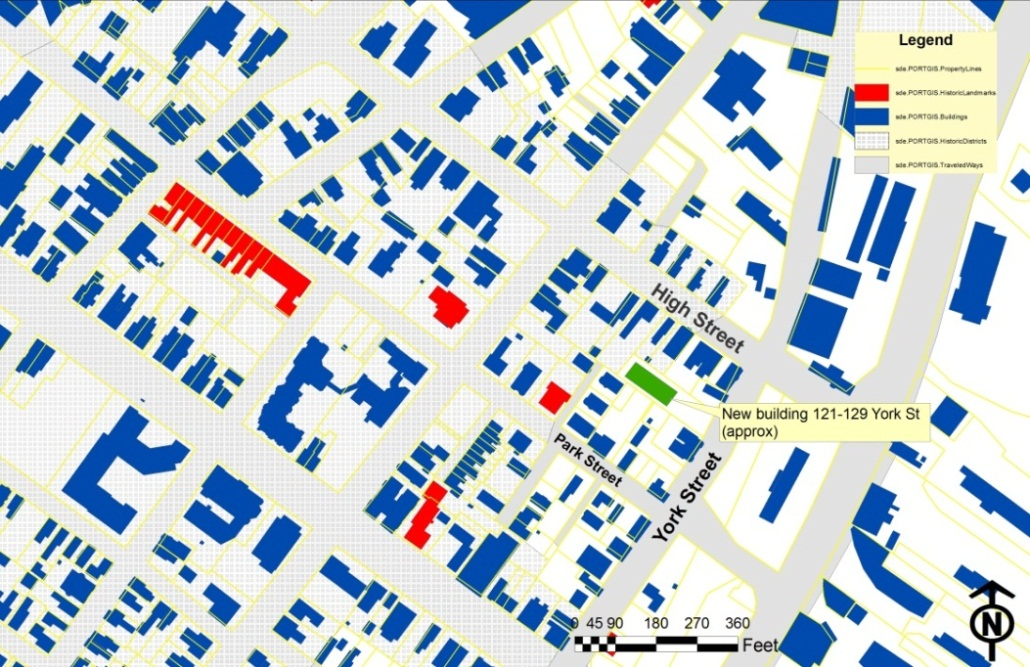 Legend
sde.PORTGIS.PropertyLines
sde.PORTGIS.HistoricLandmarks
sde.PORTGIS.Buildings
sde.PORTGIS.HistoricDistricts
sde.PORTGIS.TraveledWays
High Street
New building 121-129 York St
(approx)
Park Street
York Street
0 45 90 180 270 360
Feet
N